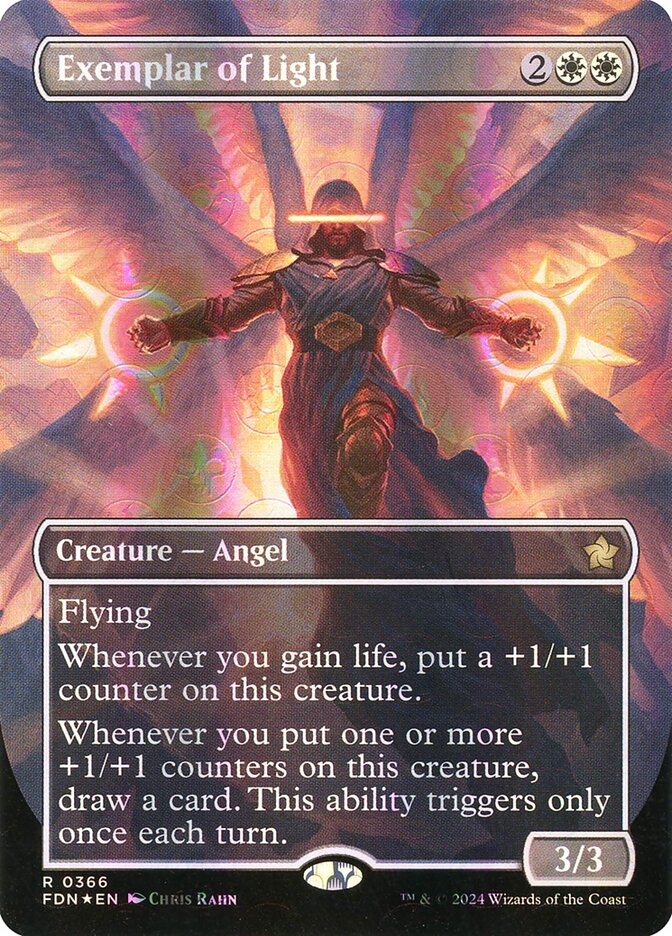 Exemplar of Light 2
Creature — Angel
Flying
Whenever you gain life, put a +1/+1
counter on this creature.
Whenever you put one or more
+1/+1 counters on this creature,
draw a card. This ability triggers only
once each turn.
3/3
R 0366
FDN★EN Chris Rahn ™ & © 2024 Wizards of the Coast